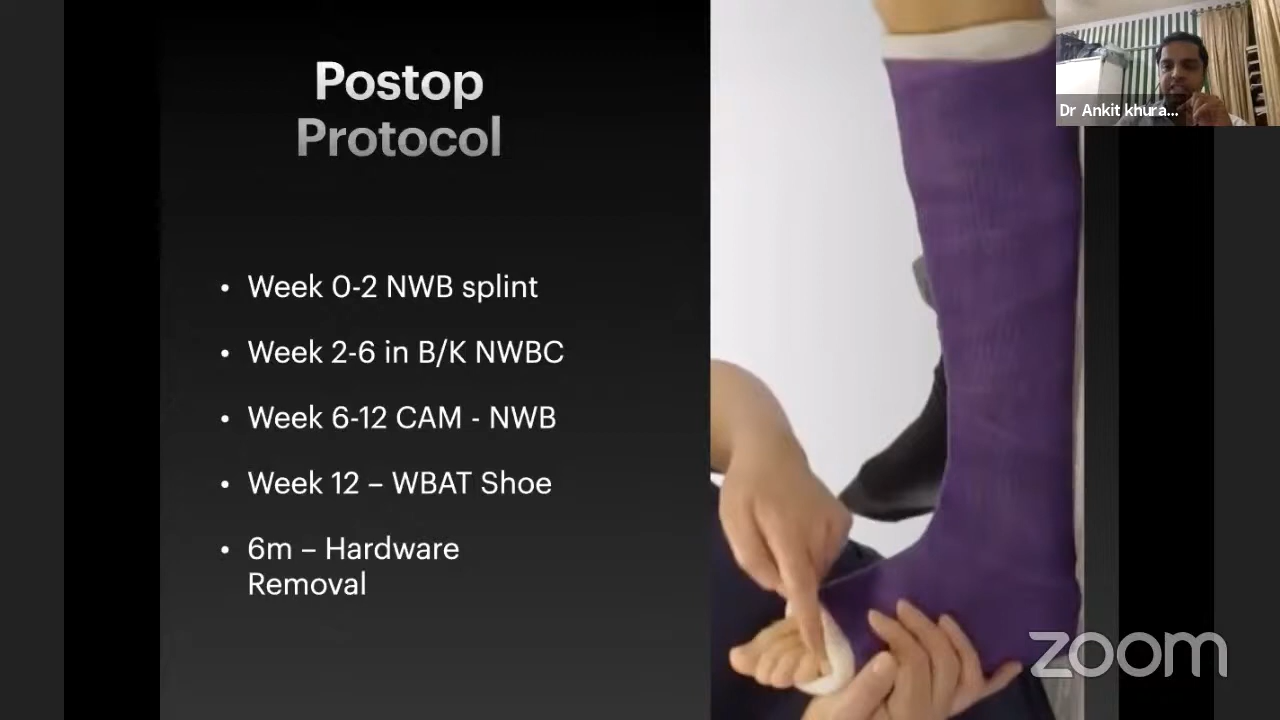 Postop
Protocol
• Week 0-2 NWB splint
• Week 2-6 in B/K NWBC
• Week 6-12 CAM - NWB
• Week 12 – WBAT Shoe
• 6m – Hardware
Removal
Dr Ankit khura...
zoom